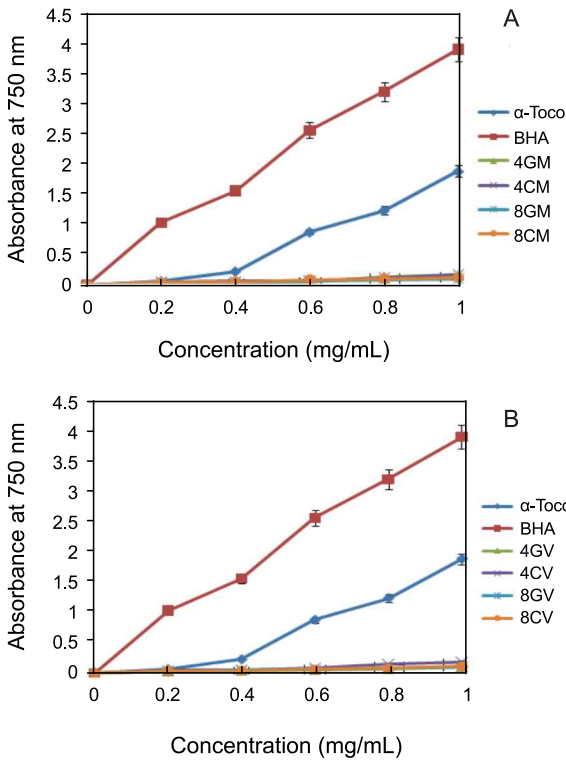 A
4.5
4
3.5
3
2.5
2
1.5
1
0.5
0
Absorbance at 750 nm
0 0.2 0.4 0.6 0.8 1
Concentration (mg/mL)
α-Toco
BHA
4GM
4CM
8GM
8CM
B
4.5
4
3.5
3
2.5
2
1.5
1
0.5
0
Absorbance at 750 nm
0 0.2 0.4 0.6 0.8 1
Concentration (mg/mL)
α-Toco
BHA
4GV
4CV
8GV
8CV